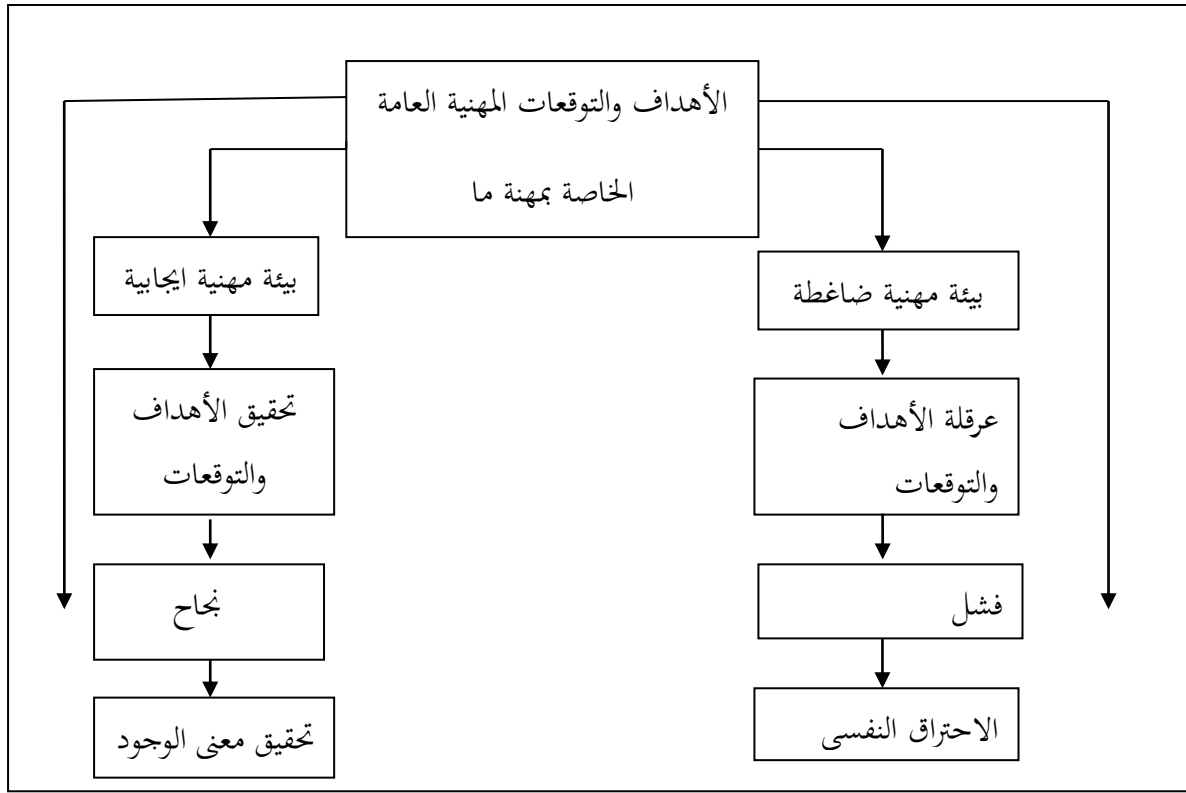 الأهداف والتوقعات المهنية العامة
الخاصة بمهنة ما
بيئة مهنية ضاغطة
عرقلة الأهداف
والتوقعات
فشل
الاحتراق النفسي
بيئة مهنية ايجابية
تحقيق الأهداف
والتوقعات
نجاح
تحقيق معنى الوجود